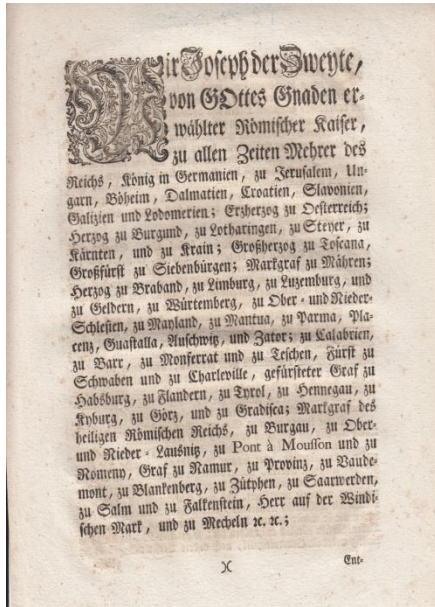 Wir Joseph der Zweyte,
von GOttes Gnaden er-
wählter Römischer Kaiser,
zu allen Zeiten Mehrer des
Reichs, König in Germanien, zu Jerusalem, Un-
garn, Böheim, Dalmatien, Croatien, Slavonien,
Galizien und Lodomerien; Erzherzog zu Oesterreich;
Herzog zu Burgund, zu Lotharingen, zu Steyer, zu
Kärnten, und zu Krain; Großherzog zu Toscana,
Großfürst zu Siebenbürgen; Markgraf zu Mähren;
Herzog zu Braband, zu Limburg, zu Luzemburg, und
zu Geldern, zu Würtemberg, zu Ober- und Nieder-
Schlesien, zu Mayland, zu Mantua, zu Parma, Pla-
cenz, Guastalla, Auschwitz, und Zator; zu Calabrien,
zu Barr, zu Monferrat und zu Teschen, Fürst zu
Schwaben und zu Charleville, gefürsteter Graf zu
Habsburg, zu Flandern, zu Tyrol, zu Hennegau, zu
Kyburg, zu Görz, und zu Gradisca; Markgraf des
heiligen Römischen Reichs, zu Burgau, zu Ober-
und Nieder-Lausnitz, zu Pont à Mousson und zu
Nomeny, Graf zu Namur, zu Provinz, zu Vaude-
mont, zu Blankenberg, zu Zütphen, zu Saarwerden,
zu Salm und zu Falkenstein, Herr auf der Windi-
schen Mark, und zu Mecheln ꝛc. ꝛc.;
)( Ent-